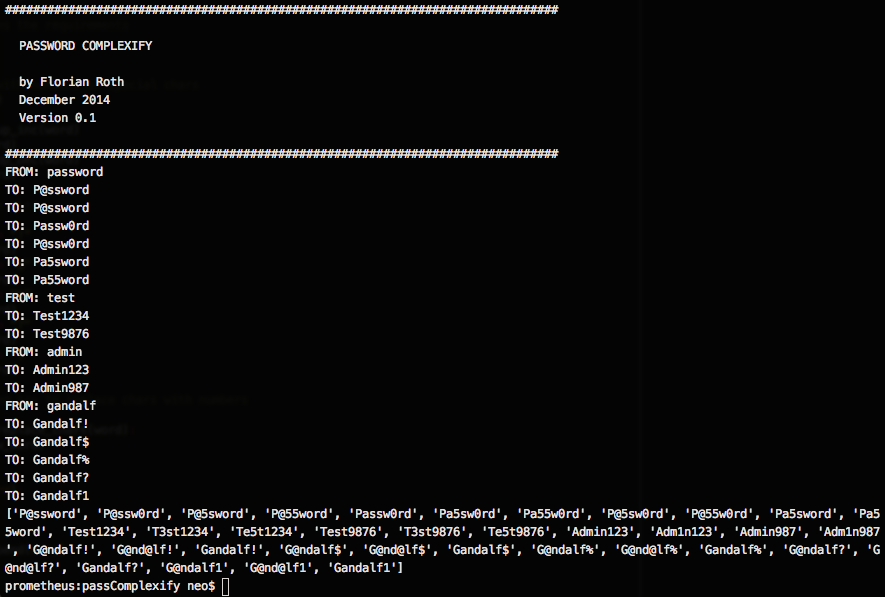 ###############################################################################
PASSWORD COMPLEXIFY
by Florian Roth
December 2014
Version 0.1
###############################################################################
FROM: password
TO: P@ssword
TO: P@ssword
TO: Passw0rd
TO: P@ssw0rd
TO: Pa5sword
TO: Pa55word
FROM: test
TO: Test1234
TO: Test9876
FROM: admin
TO: Admin123
TO: Admin987
FROM: gandalf
TO: Gandalf!
TO: Gandalf$
TO: Gandalf%
TO: Gandalf?
TO: Gandalf1
['P@ssword', 'P@ssw0rd', 'P@5sword', 'P@55word', 'Passw0rd', 'Pa5sw0rd', 'Pa55w0rd', 'P@5sw0rd', 'P@55w0rd', 'Pa5sword', 'Pa5
5word', 'Test1234', 'T3st1234', 'Te5t1234', 'Test9876', 'T3st9876', 'Te5t9876', 'Admin123', 'Adm1n123', 'Admin987', 'Adm1n987
', 'G@ndalf!', 'G@nd@lf!', 'Gandalf!', 'G@ndalf$', 'G@nd@lf$', 'Gandalf$', 'G@ndalf%', 'G@nd@lf%', 'Gandalf%', 'G@ndalf?', 'G
@nd@lf?', 'Gandalf?', 'G@ndalf1', 'G@nd@lf1', 'Gandalf1']
prometheus:passComplexify neo$